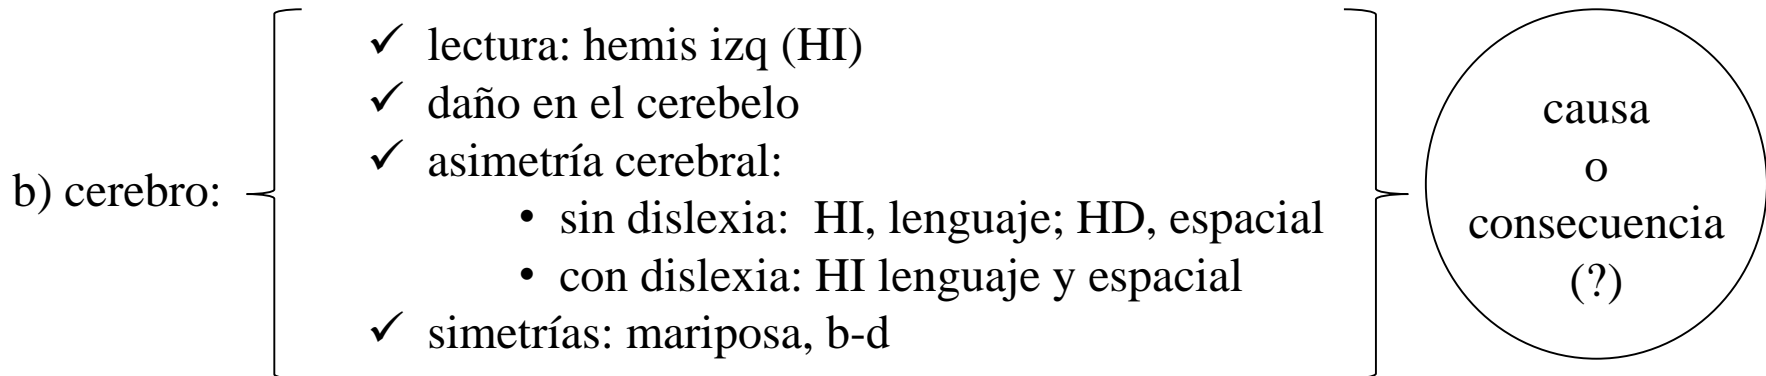 b) cerebro:
✓ lectura: hemis izq (HI)
✓ daño en el cerebelo
✓ asimetría cerebral:
• sin dislexia: HI, lenguaje; HD, espacial
• con dislexia: HI lenguaje y espacial
✓ simetrías: mariposa, b-d
causa
o
consecuencia
(?)